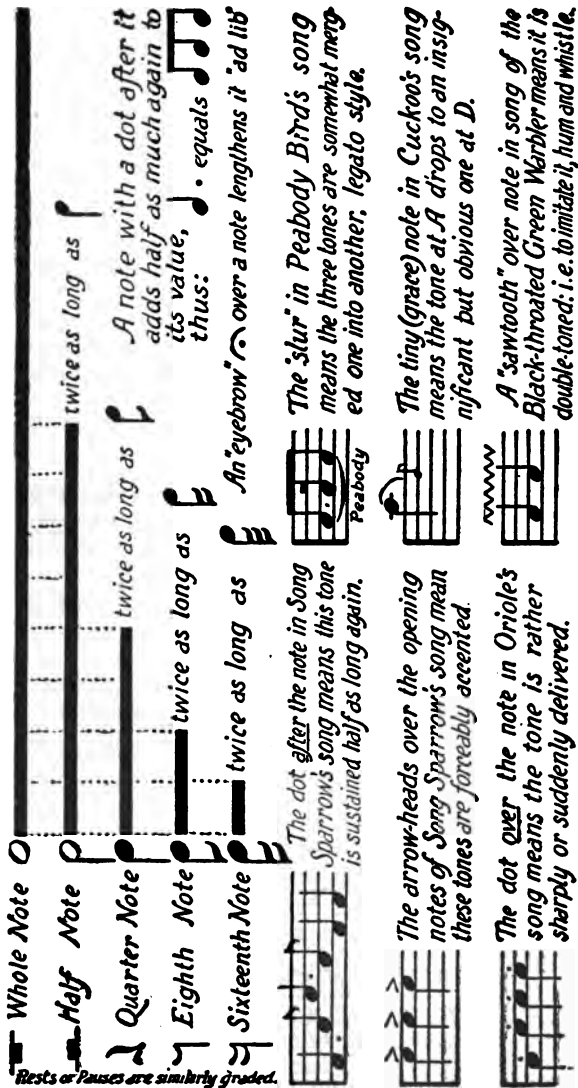 Whole Note
Half Note
twice as long as
Quarter Note
twice as long as
Eighth Note
twice as long as
Sixteenth Note
twice as long as
Rests or Pauses are similarly graded.
A note with a dot after it
adds half as much again to
its value,
thus:
equals
An "eyebrow" over a note lengthens it "ad lib"
The dot after the note in Song
Sparrow's song means this tone
is sustained half as long again.
The "slur" in Peabody Bird's song
means the three tones are somewhat merg
ed one into another, legato style.
Peabody
The arrow-heads over the opening
notes of Song Sparrow's song mean
these tones are forceably accented.
The tiny (grace) note in Cuckoo's song
means the tone at A drops to an insig-
nificant but obvious one at D.
The dot over the note in Oriole's
song means the tone is rather
sharply or suddenly delivered.
A "sawtooth" over note in song of the
Black-throated Green Warbler means it is
double-toned: i.e. to imitate it, hum and whistle.